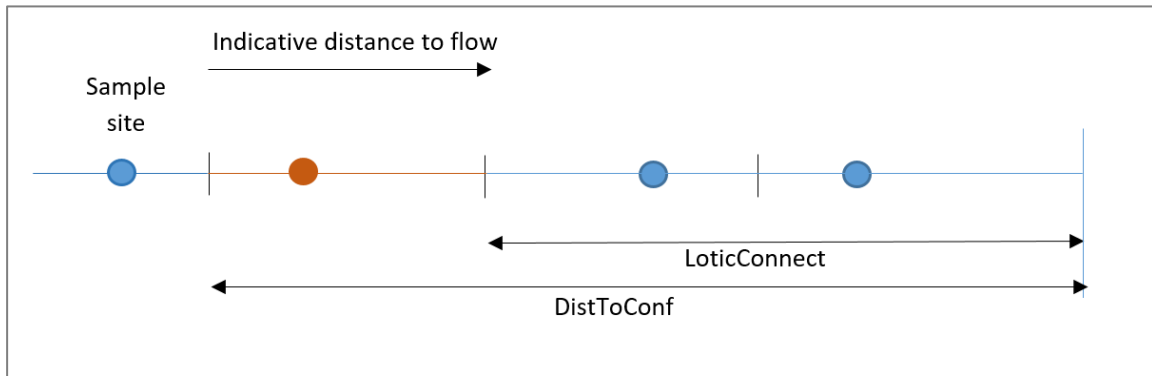 Indicative distance to flow
Sample
site
LoticConnect
DistToConf